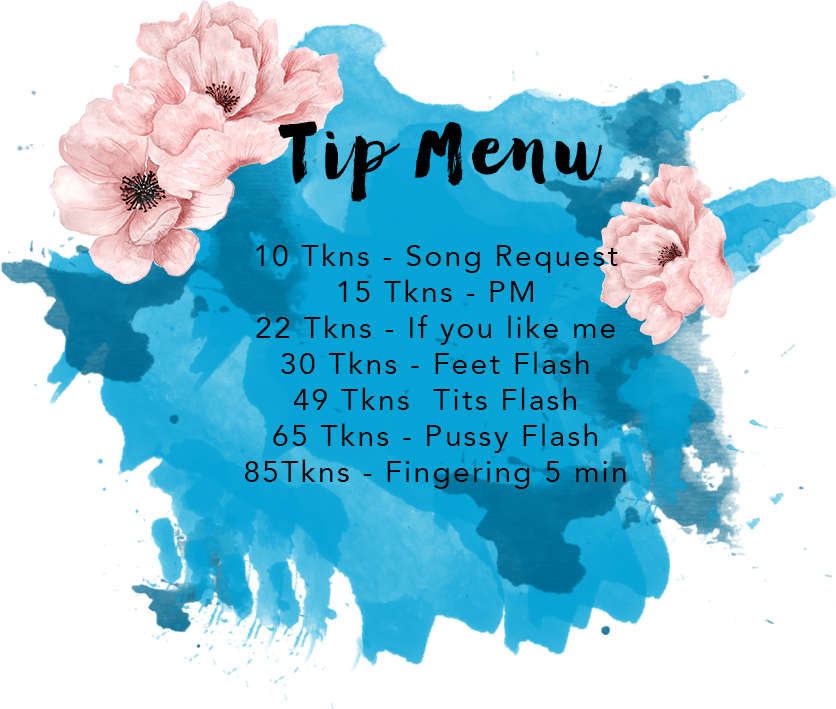 Tip Menu
10 Tkns - Song Request
15 Tkns - PM
22 Tkns - If you like me
30 Tkns - Feet Flash
49 Tkns  Tits Flash
65 Tkns - Pussy Flash
85Tkns - Fingering 5 min